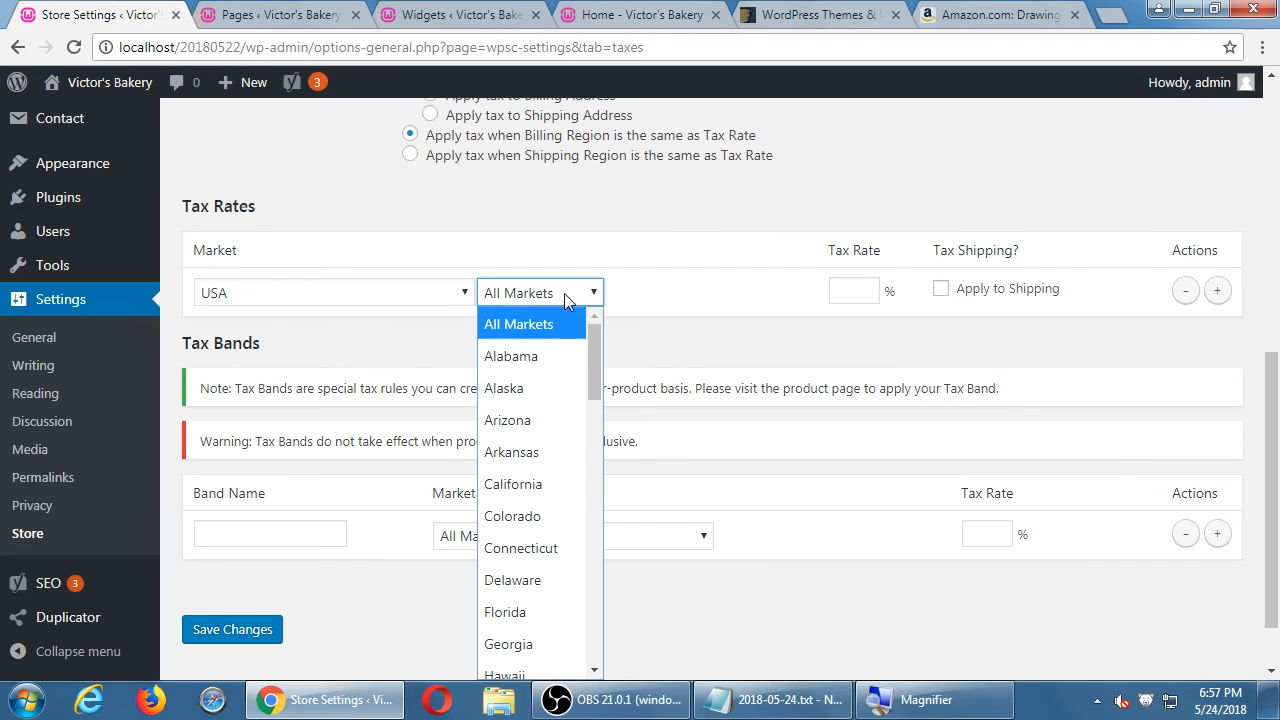 Store Settings ‹ Victor's
Pages ‹ Victor's Bakery
Widgets ‹ Victor's Bake
Home - Victor's Bakery
WordPress Themes &
Amazon.com: Drawing
localhost/20180522/wp-admin/options-general.php?page=wpsc-settings&tab=taxes
Victor's Bakery
0
New
3
Howdy, admin
Contact
Appearance
Plugins
Users
Tools
Settings
General
Writing
Reading
Discussion
Media
Permalinks
Privacy
Store
SEO 3
Duplicator
Collapse menu
Apply tax to Billing Address
Apply tax to Shipping Address
Apply tax when Billing Region is the same as Tax Rate
Apply tax when Shipping Region is the same as Tax Rate
Tax Rates
Market Tax Rate Tax Shipping? Actions
USA All Markets % Apply to Shipping - +
All Markets
Alabama
Alaska
Arizona
Arkansas
California
Colorado
Connecticut
Delaware
Florida
Georgia
Hawaii
Tax Bands
Note: Tax Bands are special tax rules you can cre r-product basis. Please visit the product page to apply your Tax Band.
Warning: Tax Bands do not take effect when pro lusive.
Band Name Market Tax Rate Actions
All Ma % - +
Save Changes
Store Settings ‹ Vi...
OBS 21.0.1 (windo...
2018-05-24.txt - N...
Magnifier
6:57 PM
5/24/2018